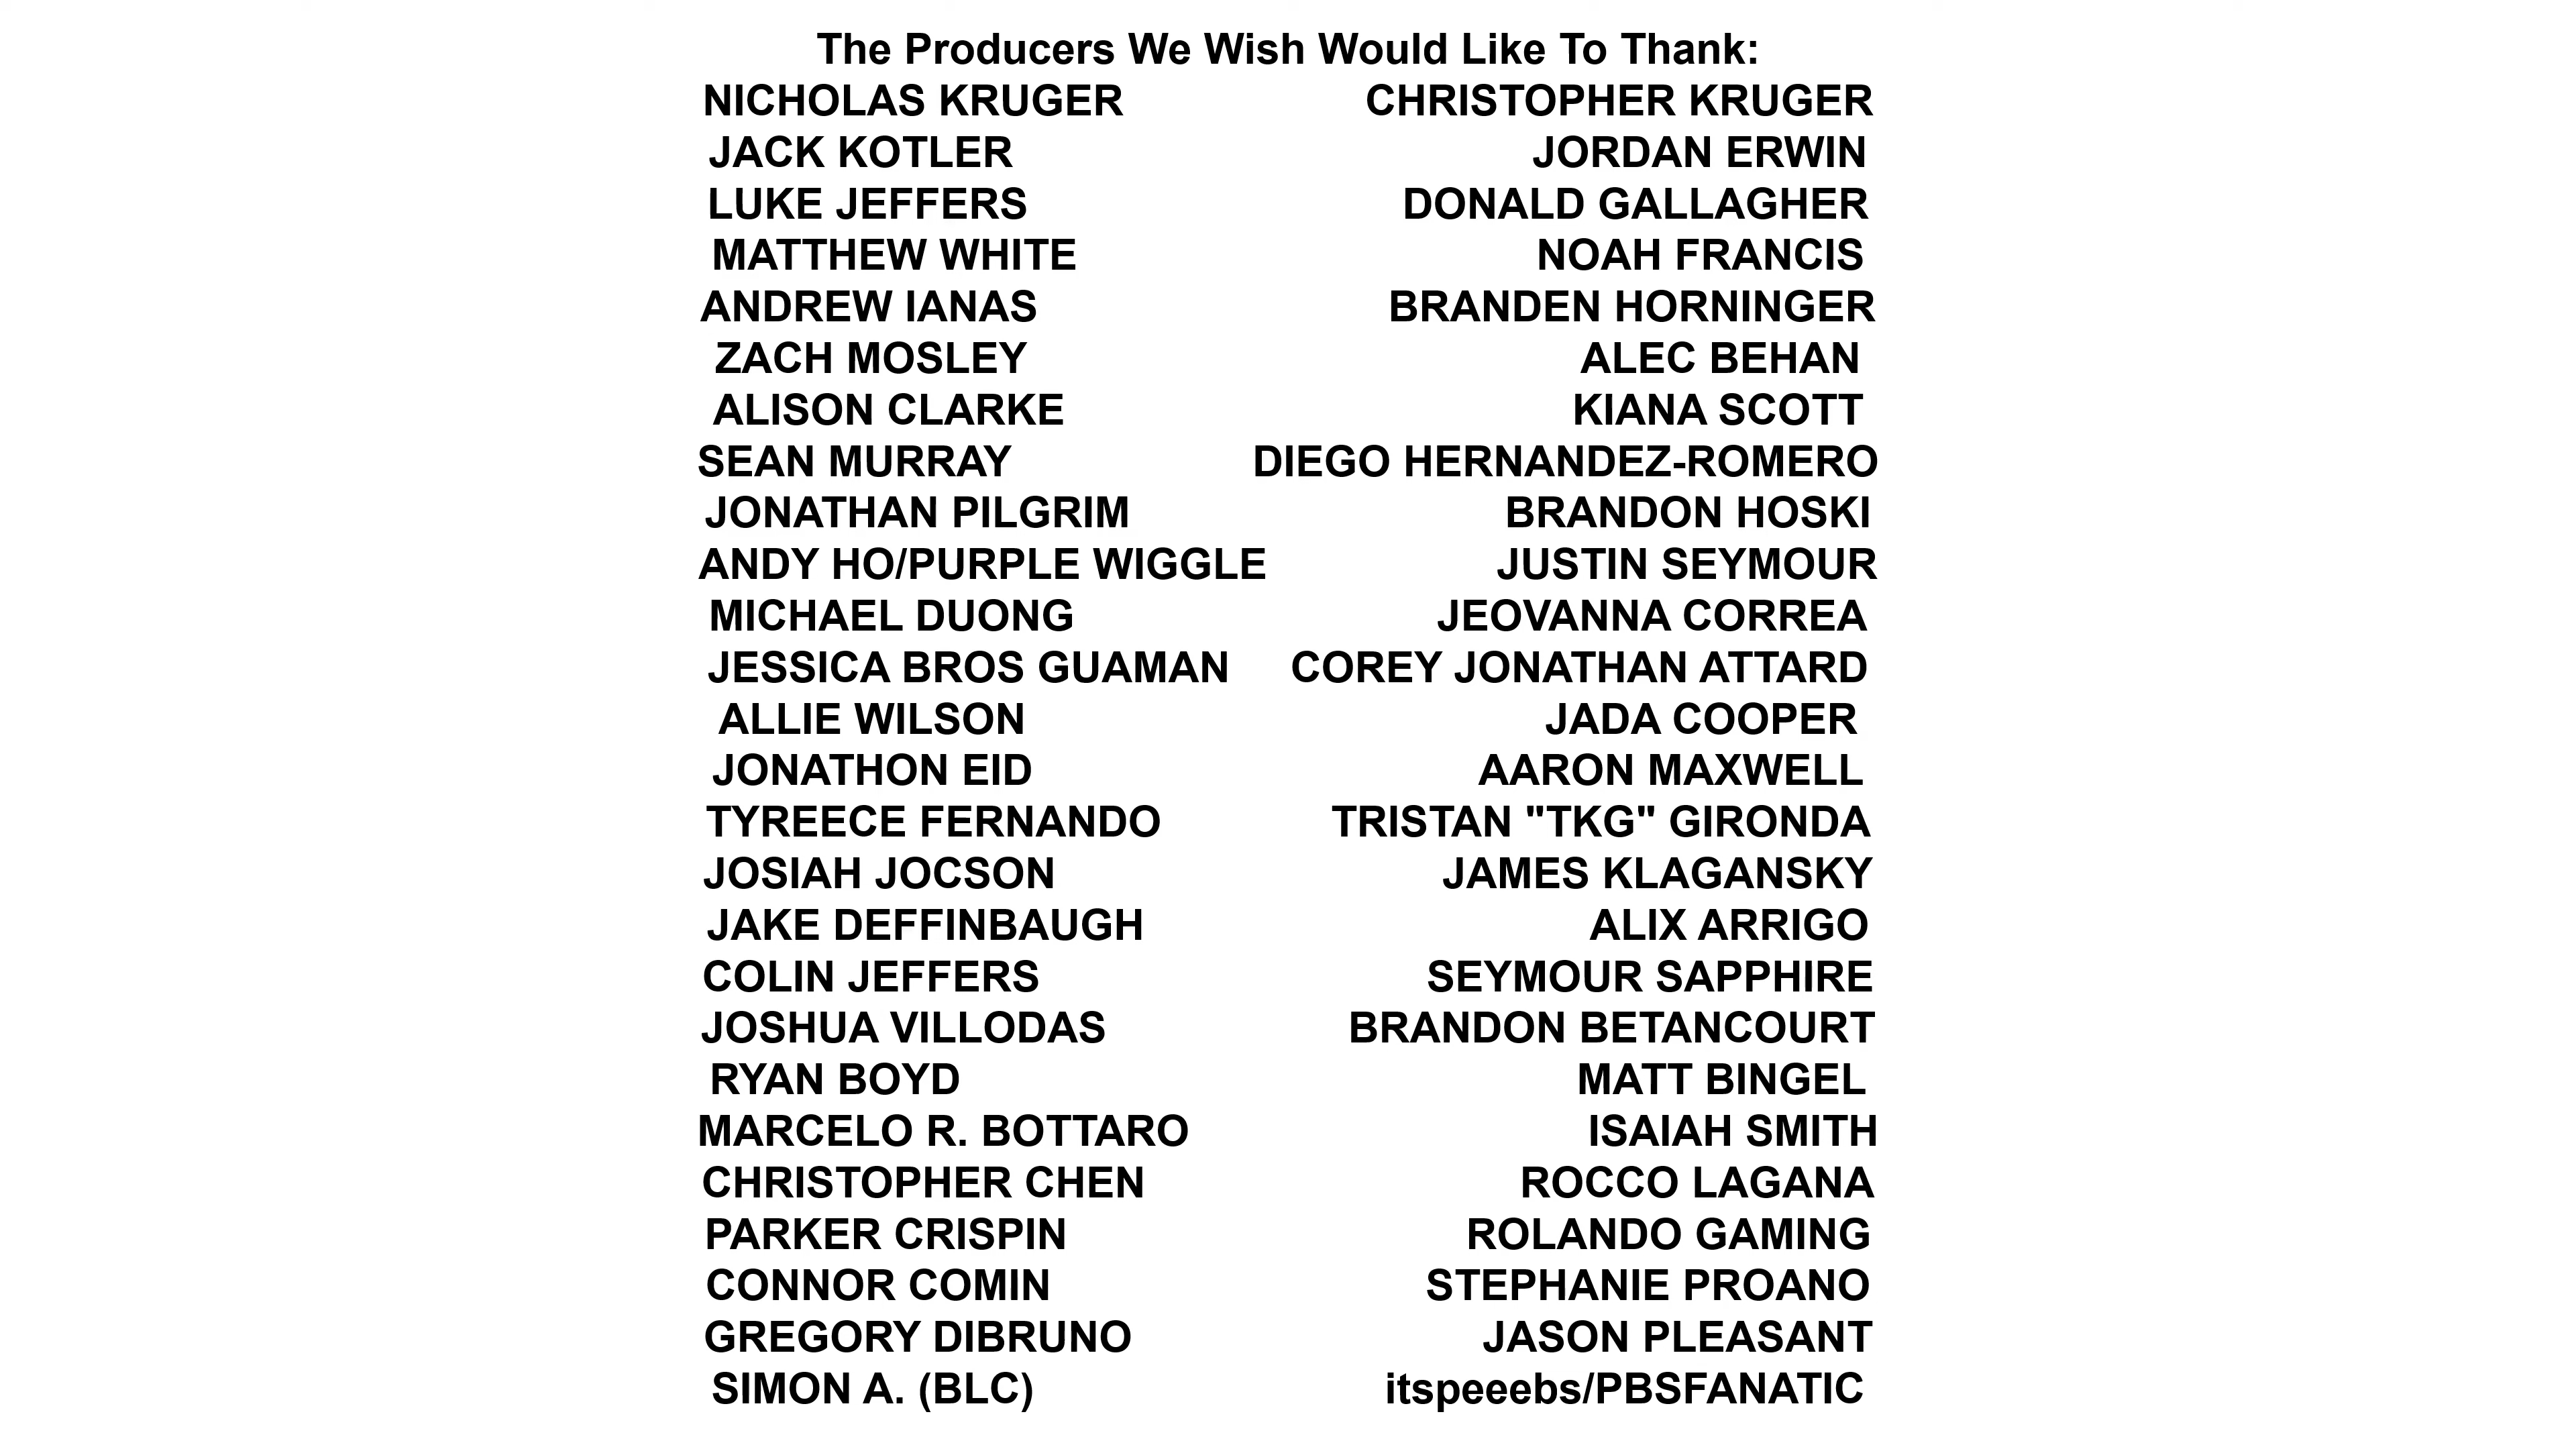 The Producers We Wish Would Like To Thank:
NICHOLAS KRUGER CHRISTOPHER KRUGER
JACK KOTLER JORDAN ERWIN
LUKE JEFFERS DONALD GALLAGHER
MATTHEW WHITE NOAH FRANCIS
ANDREW IANAS BRANDEN HORNINGER
ZACH MOSLEY ALEC BEHAN
ALISON CLARKE KIANA SCOTT
SEAN MURRAY DIEGO HERNANDEZ-ROMERO
JONATHAN PILGRIM BRANDON HOSKI
ANDY HO/PURPLE WIGGLE JUSTIN SEYMOUR
MICHAEL DUONG JEOVANNA CORREA
JESSICA BROS GUAMAN COREY JONATHAN ATTARD
ALLIE WILSON JADA COOPER
JONATHON EID AARON MAXWELL
TYREECE FERNANDO TRISTAN "TKG" GIRONDA
JOSIAH JOCSON JAMES KLAGANSKY
JAKE DEFFINBAUGH ALIX ARRIGO
COLIN JEFFERS SEYMOUR SAPPHIRE
JOSHUA VILLODAS BRANDON BETANCOURT
RYAN BOYD MATT BINGEL
MARCELO R. BOTTARO ISAIAH SMITH
CHRISTOPHER CHEN ROCCO LAGANA
PARKER CRISPIN ROLANDO GAMING
CONNOR COMIN STEPHANIE PROANO
GREGORY DIBRUNO JASON PLEASANT
SIMON A. (BLC) itspeeebs/PBSFANATIC